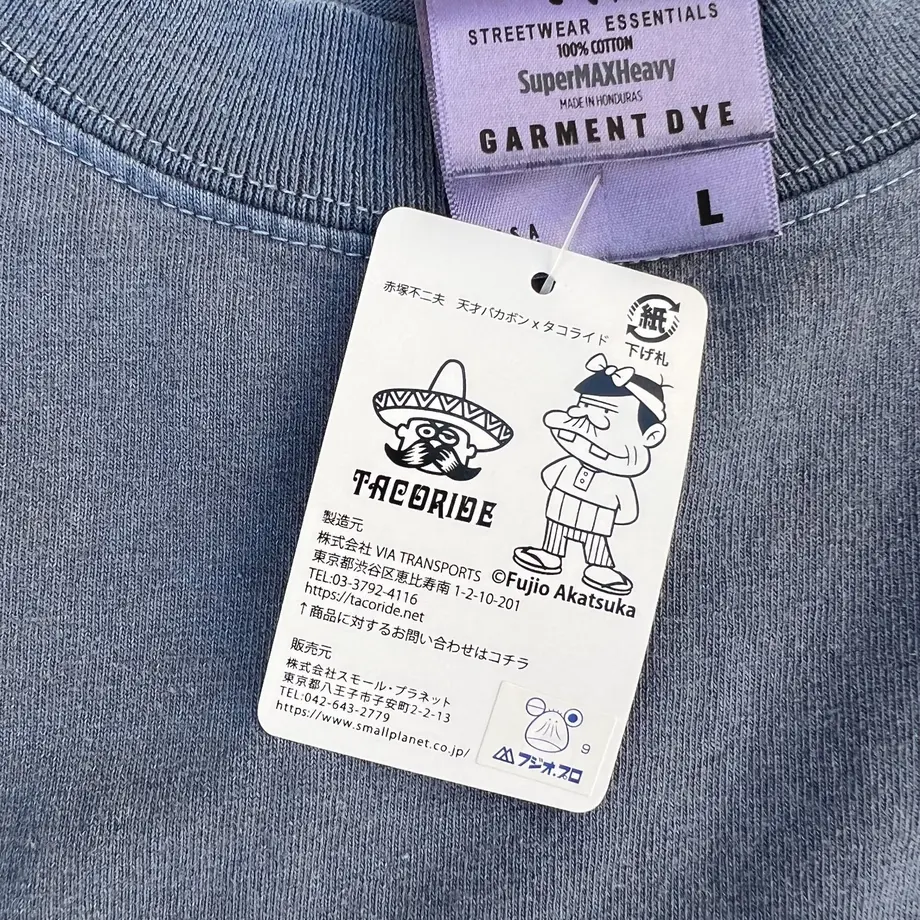 STREETWEAR ESSENTIALS
100% COTTON
SuperMAXHeavy
MADE IN HONDURAS
GARMENT DYE
L
赤塚不二夫 天才バカボン x タコライド
紙
下げ札
TACORIDE
©Fujio Akatsuka
製造元
株式会社 VIA TRANSPORTS
東京都渋谷区恵比寿南 1-2-10-201
TEL:03-3792-4116
https://tacoride.net
↑商品に対するお問い合わせはコチラ
販売元
株式会社スモール・プラネット
東京都八王子市子安町2-2-13
TEL:042-643-2779
https://www.smallplanet.co.jp/
9
フジオ.プロ